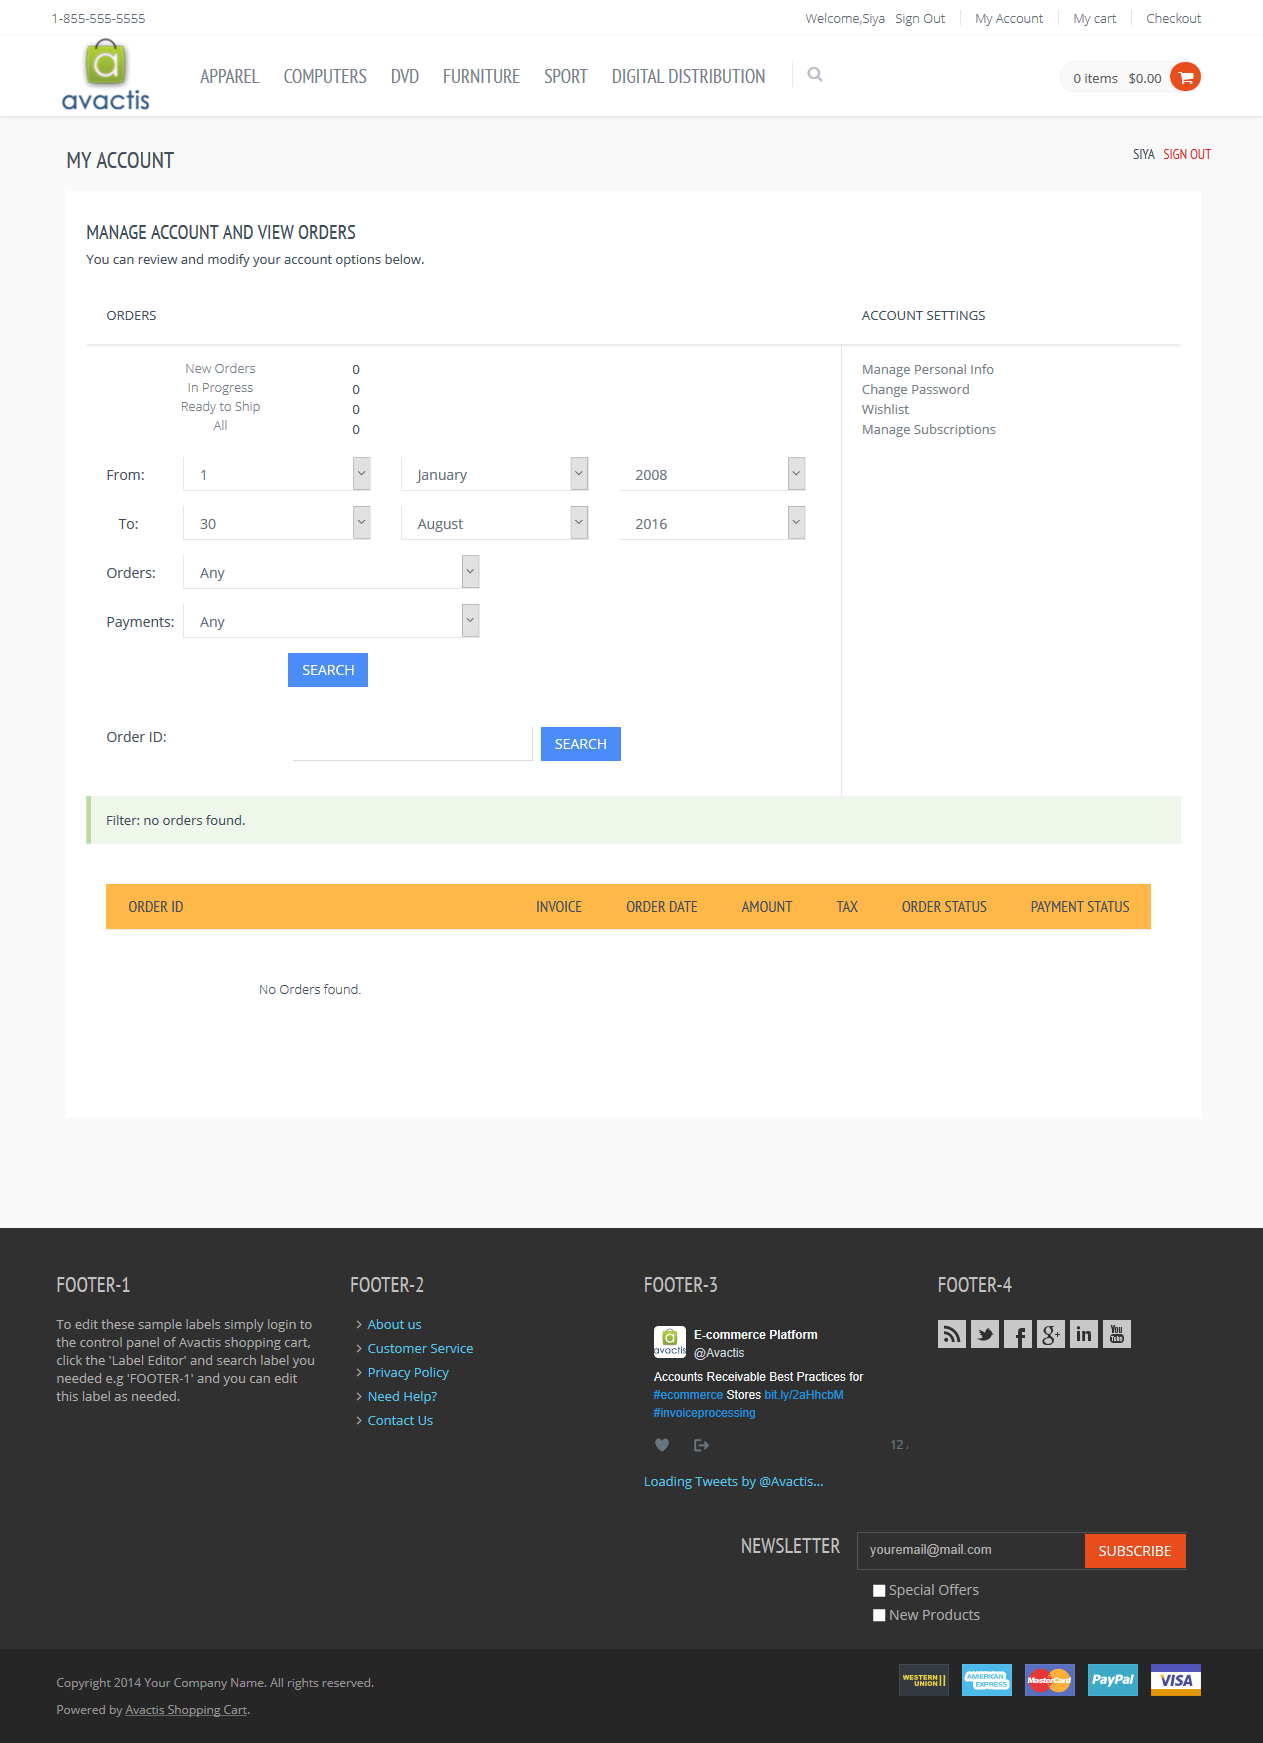 1-855-555-5555
Welcome,Siya Sign Out My Account My cart Checkout
avactis
APPAREL COMPUTERS DVD FURNITURE SPORT DIGITAL DISTRIBUTION
0 items $0.00
MY ACCOUNT
SIYA SIGN OUT
MANAGE ACCOUNT AND VIEW ORDERS
You can review and modify your account options below.
ORDERS
New Orders 0
In Progress 0
Ready to Ship 0
All 0
From: 1 January 2008
To: 30 August 2016
Orders: Any
Payments: Any
SEARCH
Order ID: SEARCH
ACCOUNT SETTINGS
Manage Personal Info
Change Password
Wishlist
Manage Subscriptions
Filter: no orders found.
ORDER ID INVOICE ORDER DATE AMOUNT TAX ORDER STATUS PAYMENT STATUS
No Orders found.
FOOTER-1
To edit these sample labels simply login to
the control panel of Avactis shopping cart,
click the 'Label Editor' and search label you
needed e.g 'FOOTER-1' and you can edit
this label as needed.
FOOTER-2
About us
Customer Service
Privacy Policy
Need Help?
Contact Us
FOOTER-3
avactis
E-commerce Platform
@Avactis
Accounts Receivable Best Practices for
#ecommerce Stores bit.ly/2aHhcbM
#invoiceprocessing
12
Loading Tweets by @Avactis...
FOOTER-4
g+ in You Tube
NEWSLETTER youremail@mail.com SUBSCRIBE
Special Offers
New Products
Copyright 2014 Your Company Name. All rights reserved.
Powered by Avactis Shopping Cart.
WESTERN UNION AMERICAN EXPRESS MasterCard PayPal VISA